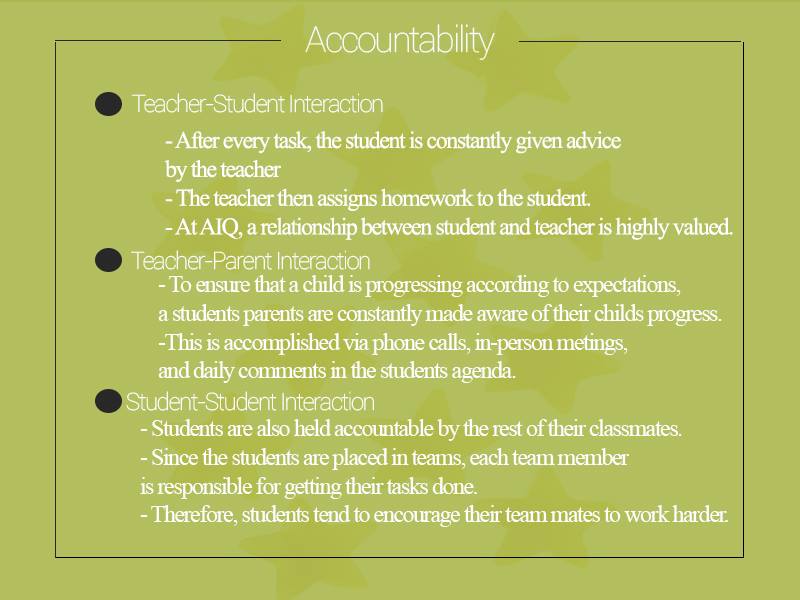 Accountability
Teacher-Student Interaction
- After every task, the student is constantly given advice
by the teacher
- The teacher then assigns homework to the student.
- At AIQ, a relationship between student and teacher is highly valued.
Teacher-Parent Interaction
- To ensure that a child is progressing according to expectations,
a students parents are constantly made aware of their childs progress.
-This is accomplished via phone calls, in-person metings,
and daily comments in the students agenda.
Student-Student Interaction
- Students are also held accountable by the rest of their classmates.
- Since the students are placed in teams, each team member
is responsible for getting their tasks done.
- Therefore, students tend to encourage their team mates to work harder.